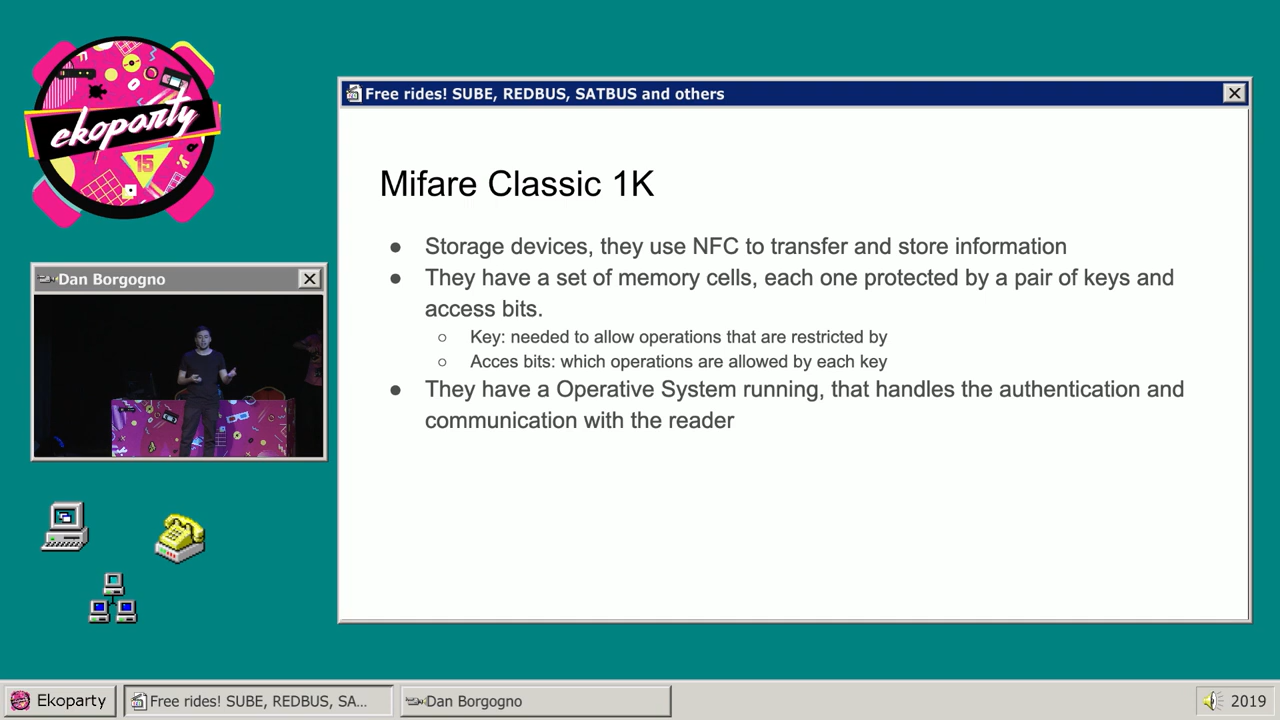 ekoparty
15
Free rides! SUBE, REDBUS, SATBUS and others
Mifare Classic 1K
● Storage devices, they use NFC to transfer and store information
● They have a set of memory cells, each one protected by a pair of keys and
access bits.
○ Key: needed to allow operations that are restricted by
○ Acces bits: which operations are allowed by each key
● They have a Operative System running, that handles the authentication and
communication with the reader
Dan Borgogno
Ekoparty
Free rides! SUBE, REDBUS, SA...
Dan Borgogno
2019